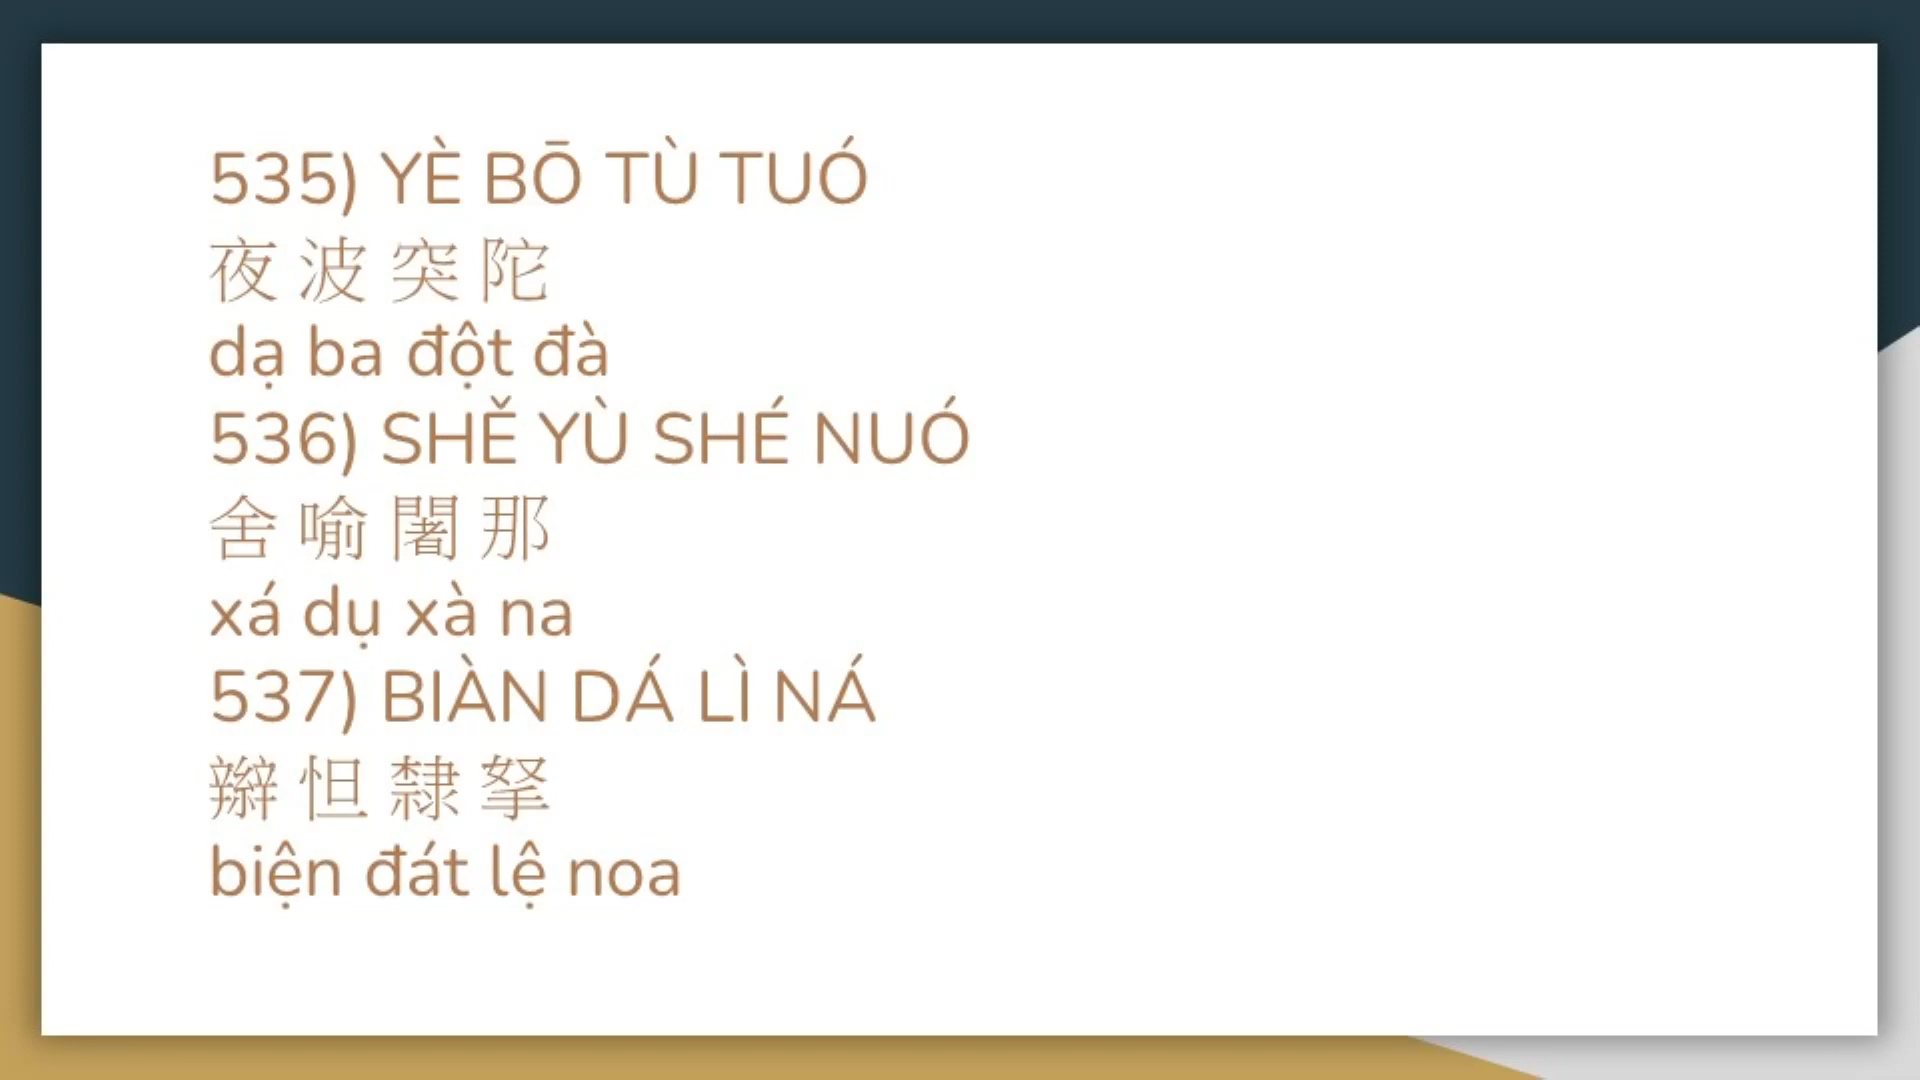 535) YÈ BŌ TÙ TUÓ
夜 波 突 陀
dạ ba đột đà
536) SHĚ YÙ SHÉ NUÓ
舍 喻 闍 那
xá dụ xà na
537) BIÀN DÁ LÌ NÁ
辮 怛 隸 拏
biện đát lệ noa